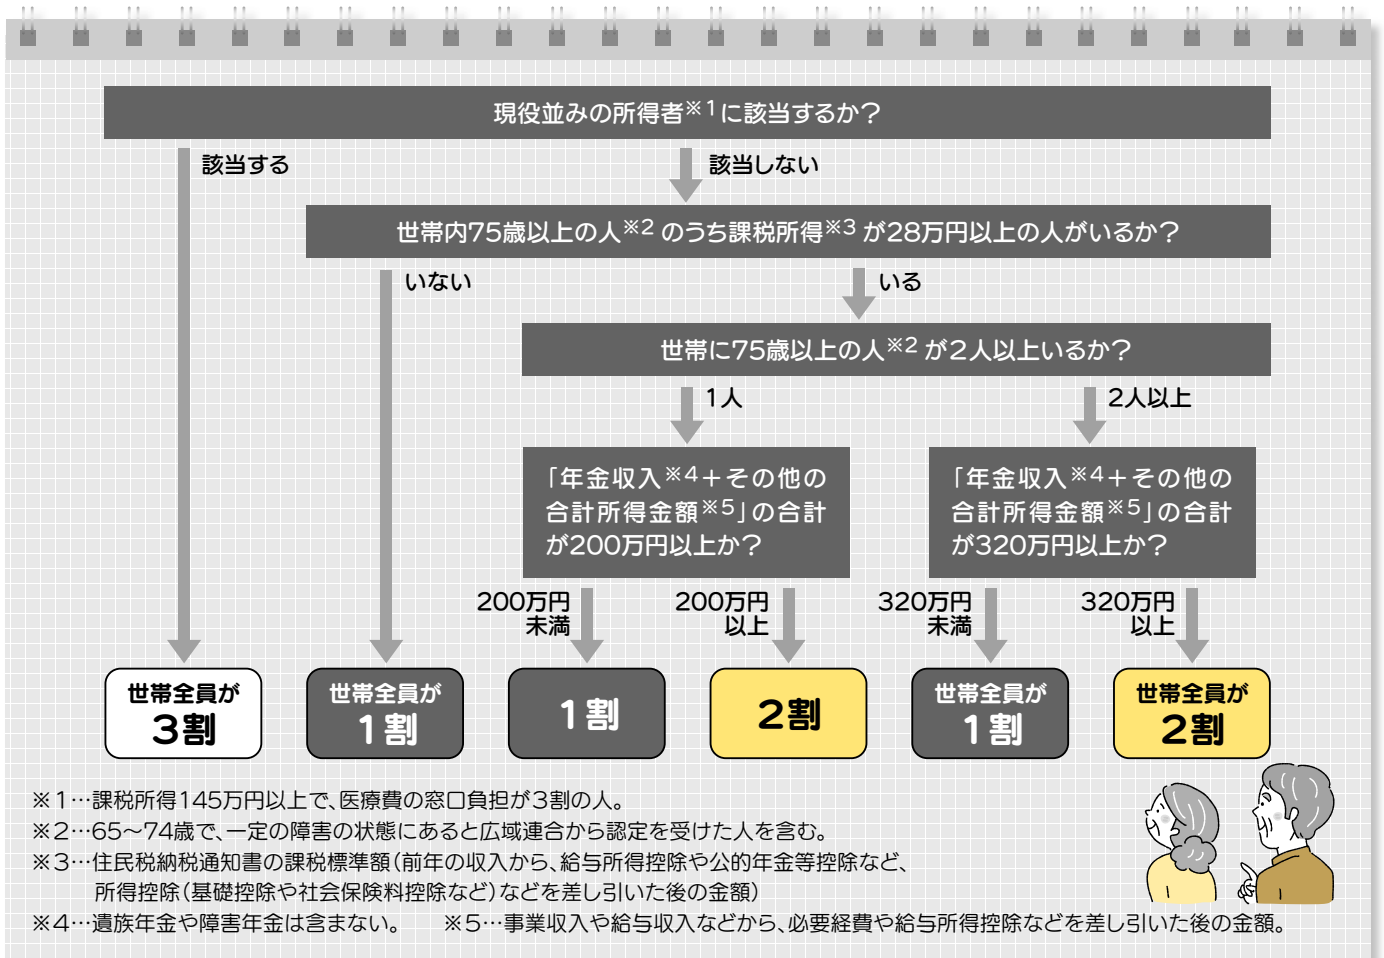 現役並みの所得者※1に該当するか？
該当する
該当しない
世帯内75歳以上の人※2 のうち課税所得※3 が28万円以上の人がいるか？
いない
いる
世帯に75歳以上の人※2 が2人以上いるか？
1人
2人以上
「年金収入※4＋その他の
合計所得金額※5」の合計
が200万円以上か？
「年金収入※4＋その他の
合計所得金額※5」の合計
が320万円以上か？
200万円
未満
200万円
以上
320万円
未満
320万円
以上
世帯全員が
3割
世帯全員が
1割
1割
2割
世帯全員が
1割
世帯全員が
2割
※1…課税所得145万円以上で、医療費の窓口負担が3割の人。
※2…65～74歳で、一定の障害の状態にあると広域連合から認定を受けた人を含む。
※3…住民税納税通知書の課税標準額（前年の収入から、給与所得控除や公的年金等控除など、
所得控除（基礎控除や社会保険料控除など）などを差し引いた後の金額）
※4…遺族年金や障害年金は含まない。　※5…事業収入や給与収入などから、必要経費や給与所得控除などを差し引いた後の金額。